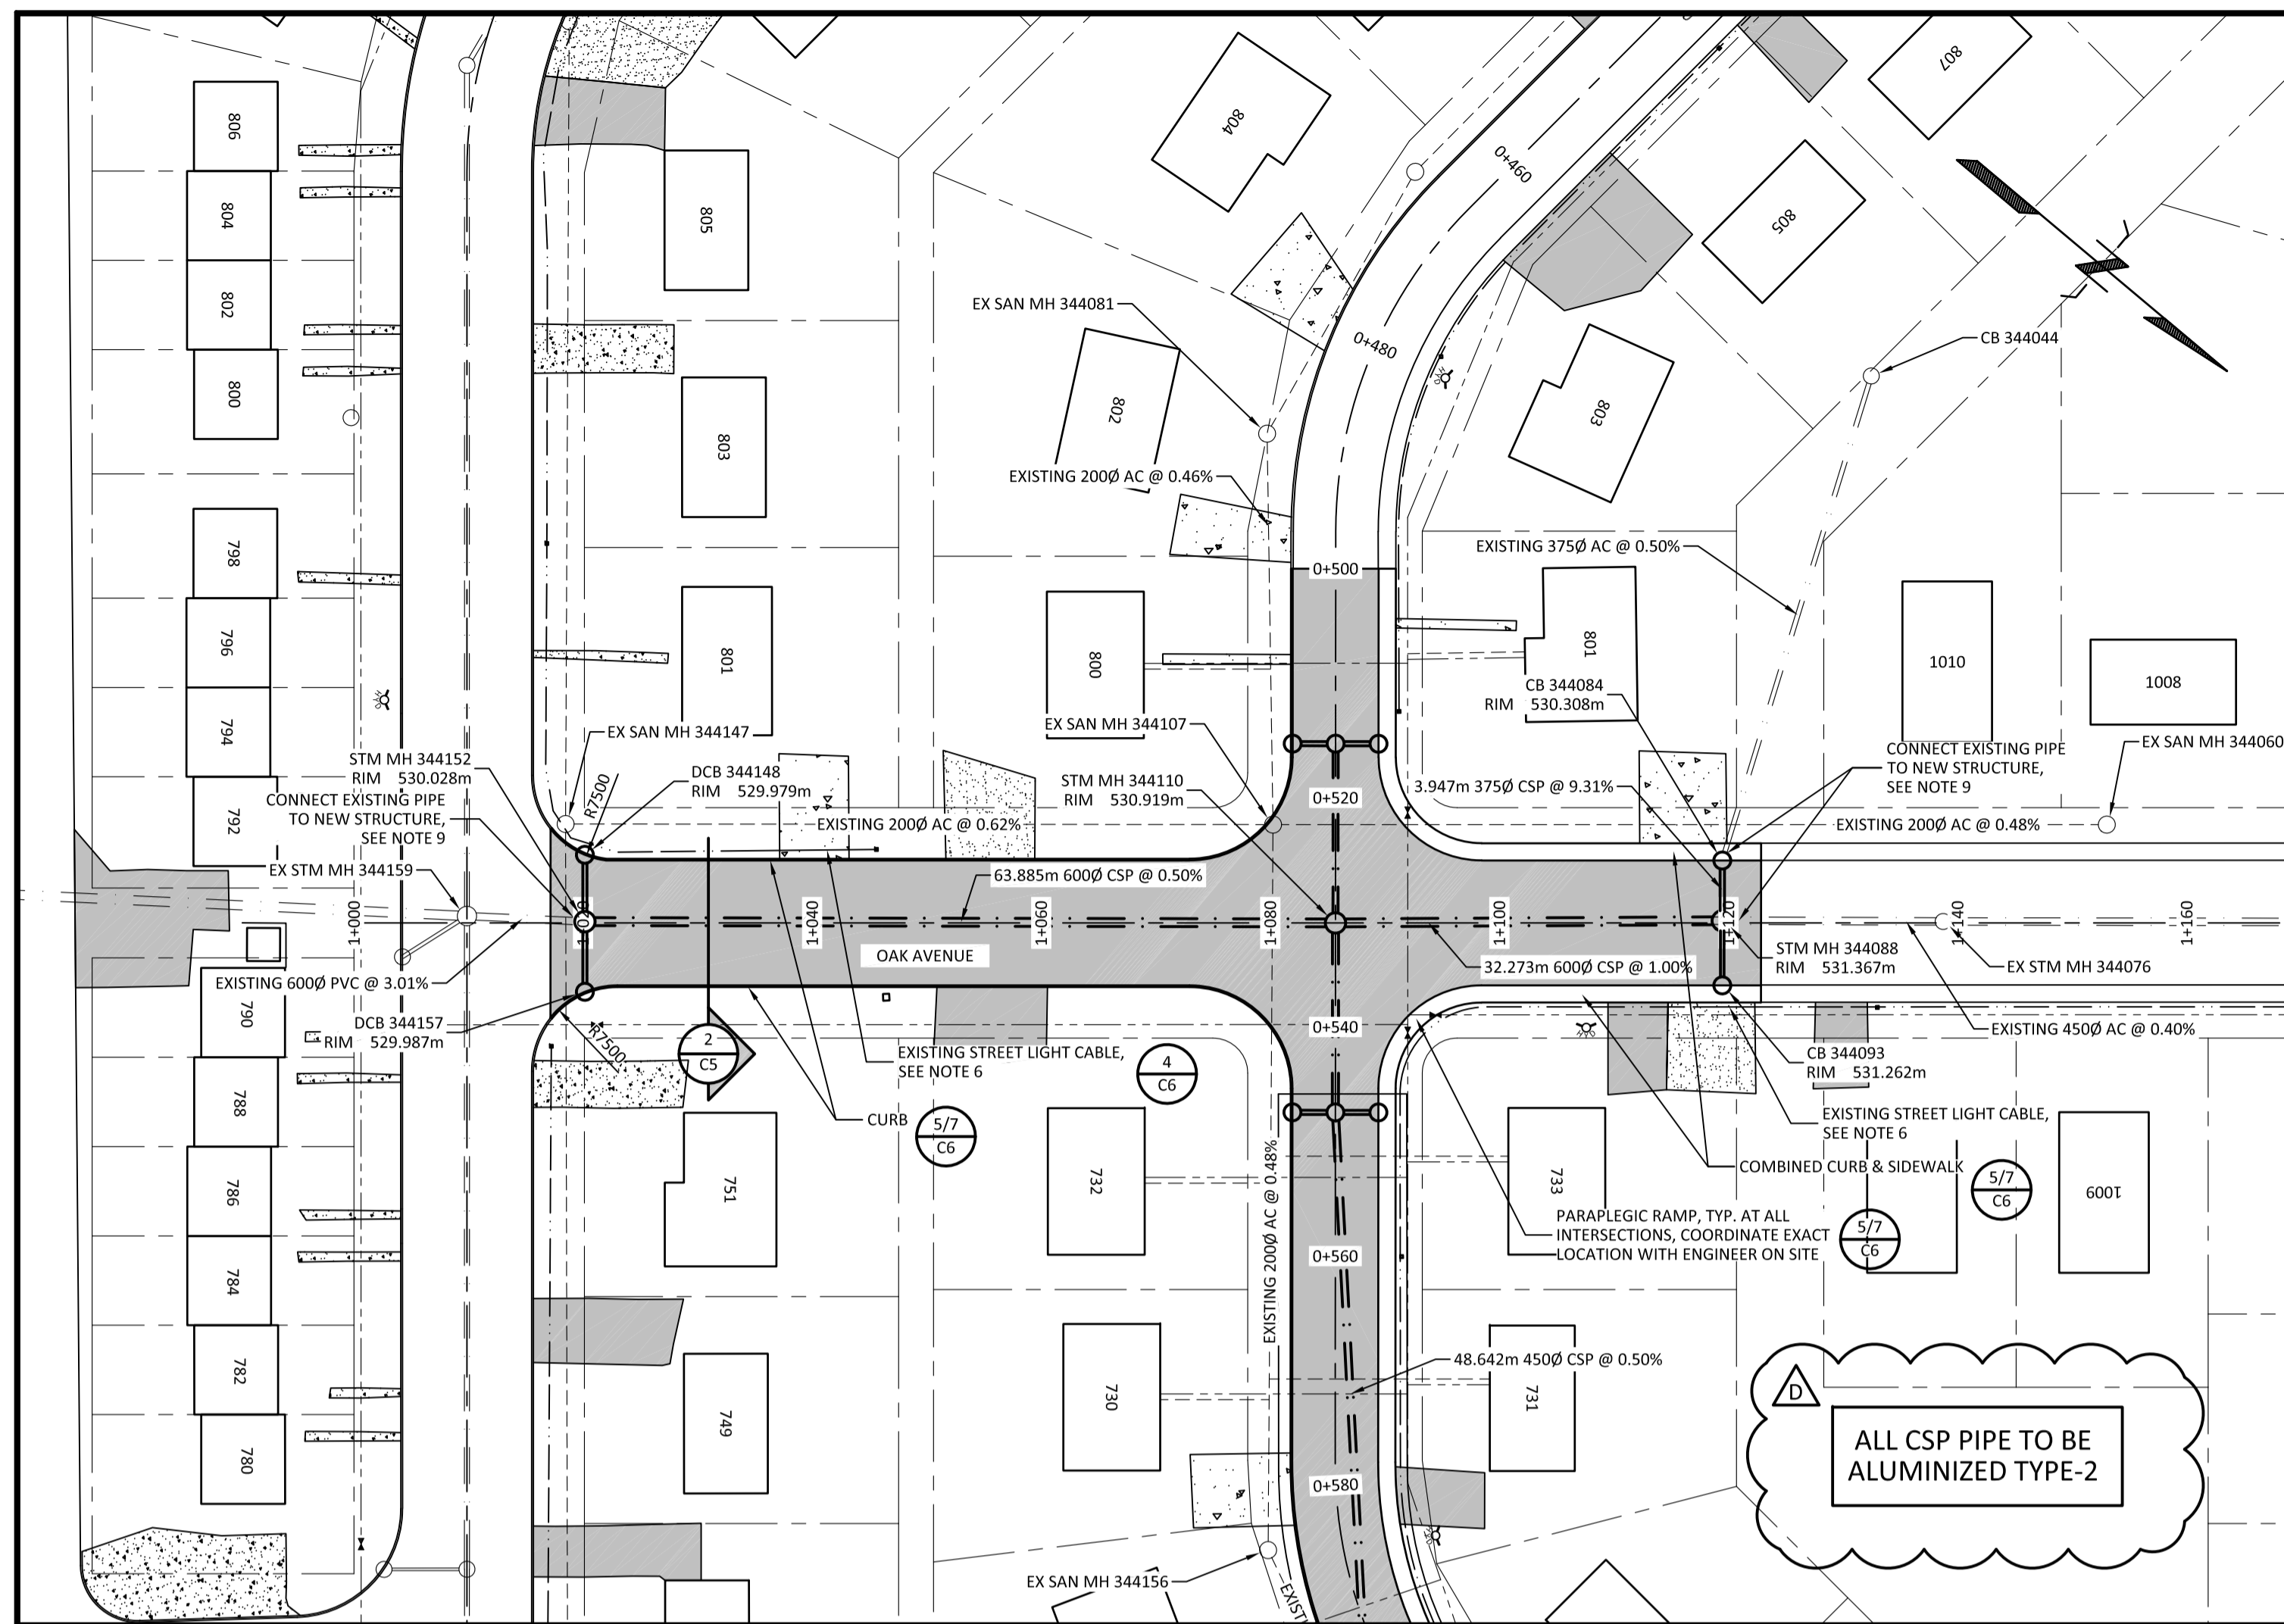 807
806
804
0+460
804
805
805
802
EX SAN MH 344081
CB 344044
0+480
800
802
803
803
EXISTING 200Ø AC @ 0.46%
798
EXISTING 375Ø AC @ 0.50%
0+500
796
801
800
801
1010
1008
CB 344084
RIM 530.308m
794
EX SAN MH 344147
EX SAN MH 344107
EX SAN MH 344060
STM MH 344152
RIM 530.028m
DCB 344148
RIM 529.979m
STM MH 344110
RIM 530.919m
CONNECT EXISTING PIPE
TO NEW STRUCTURE,
SEE NOTE 9
CONNECT EXISTING PIPE
TO NEW STRUCTURE,
SEE NOTE 9
R7500
3.947m 375Ø CSP @ 9.31%
0+520
792
EXISTING 200Ø AC @ 0.62%
EXISTING 200Ø AC @ 0.48%
EX STM MH 344159
63.885m 600Ø CSP @ 0.50%
1+000
1+040
1+060
1+080
1+100
1+120
1+140
1+160
OAK AVENUE
STM MH 344088
RIM 531.367m
32.273m 600Ø CSP @ 1.00%
EX STM MH 344076
EXISTING 600Ø PVC @ 3.01%
790
DCB 344157
RIM 529.987m
R7500
2
C5
0+540
EXISTING 450Ø AC @ 0.40%
EXISTING STREET LIGHT CABLE,
SEE NOTE 6
4
C6
CB 344093
RIM 531.262m
788
CURB
5/7
C6
EXISTING STREET LIGHT CABLE,
SEE NOTE 6
COMBINED CURB & SIDEWALK
5/7
C6
786
751
732
EXISTING 200Ø AC @ 0.48%
733
1009
PARAPLEGIC RAMP, TYP. AT ALL
INTERSECTIONS, COORDINATE EXACT
LOCATION WITH ENGINEER ON SITE
5/7
C6
0+560
784
782
48.642m 450Ø CSP @ 0.50%
749
730
731
D
ALL CSP PIPE TO BE
ALUMINIZED TYPE-2
780
0+580
EX SAN MH 344156